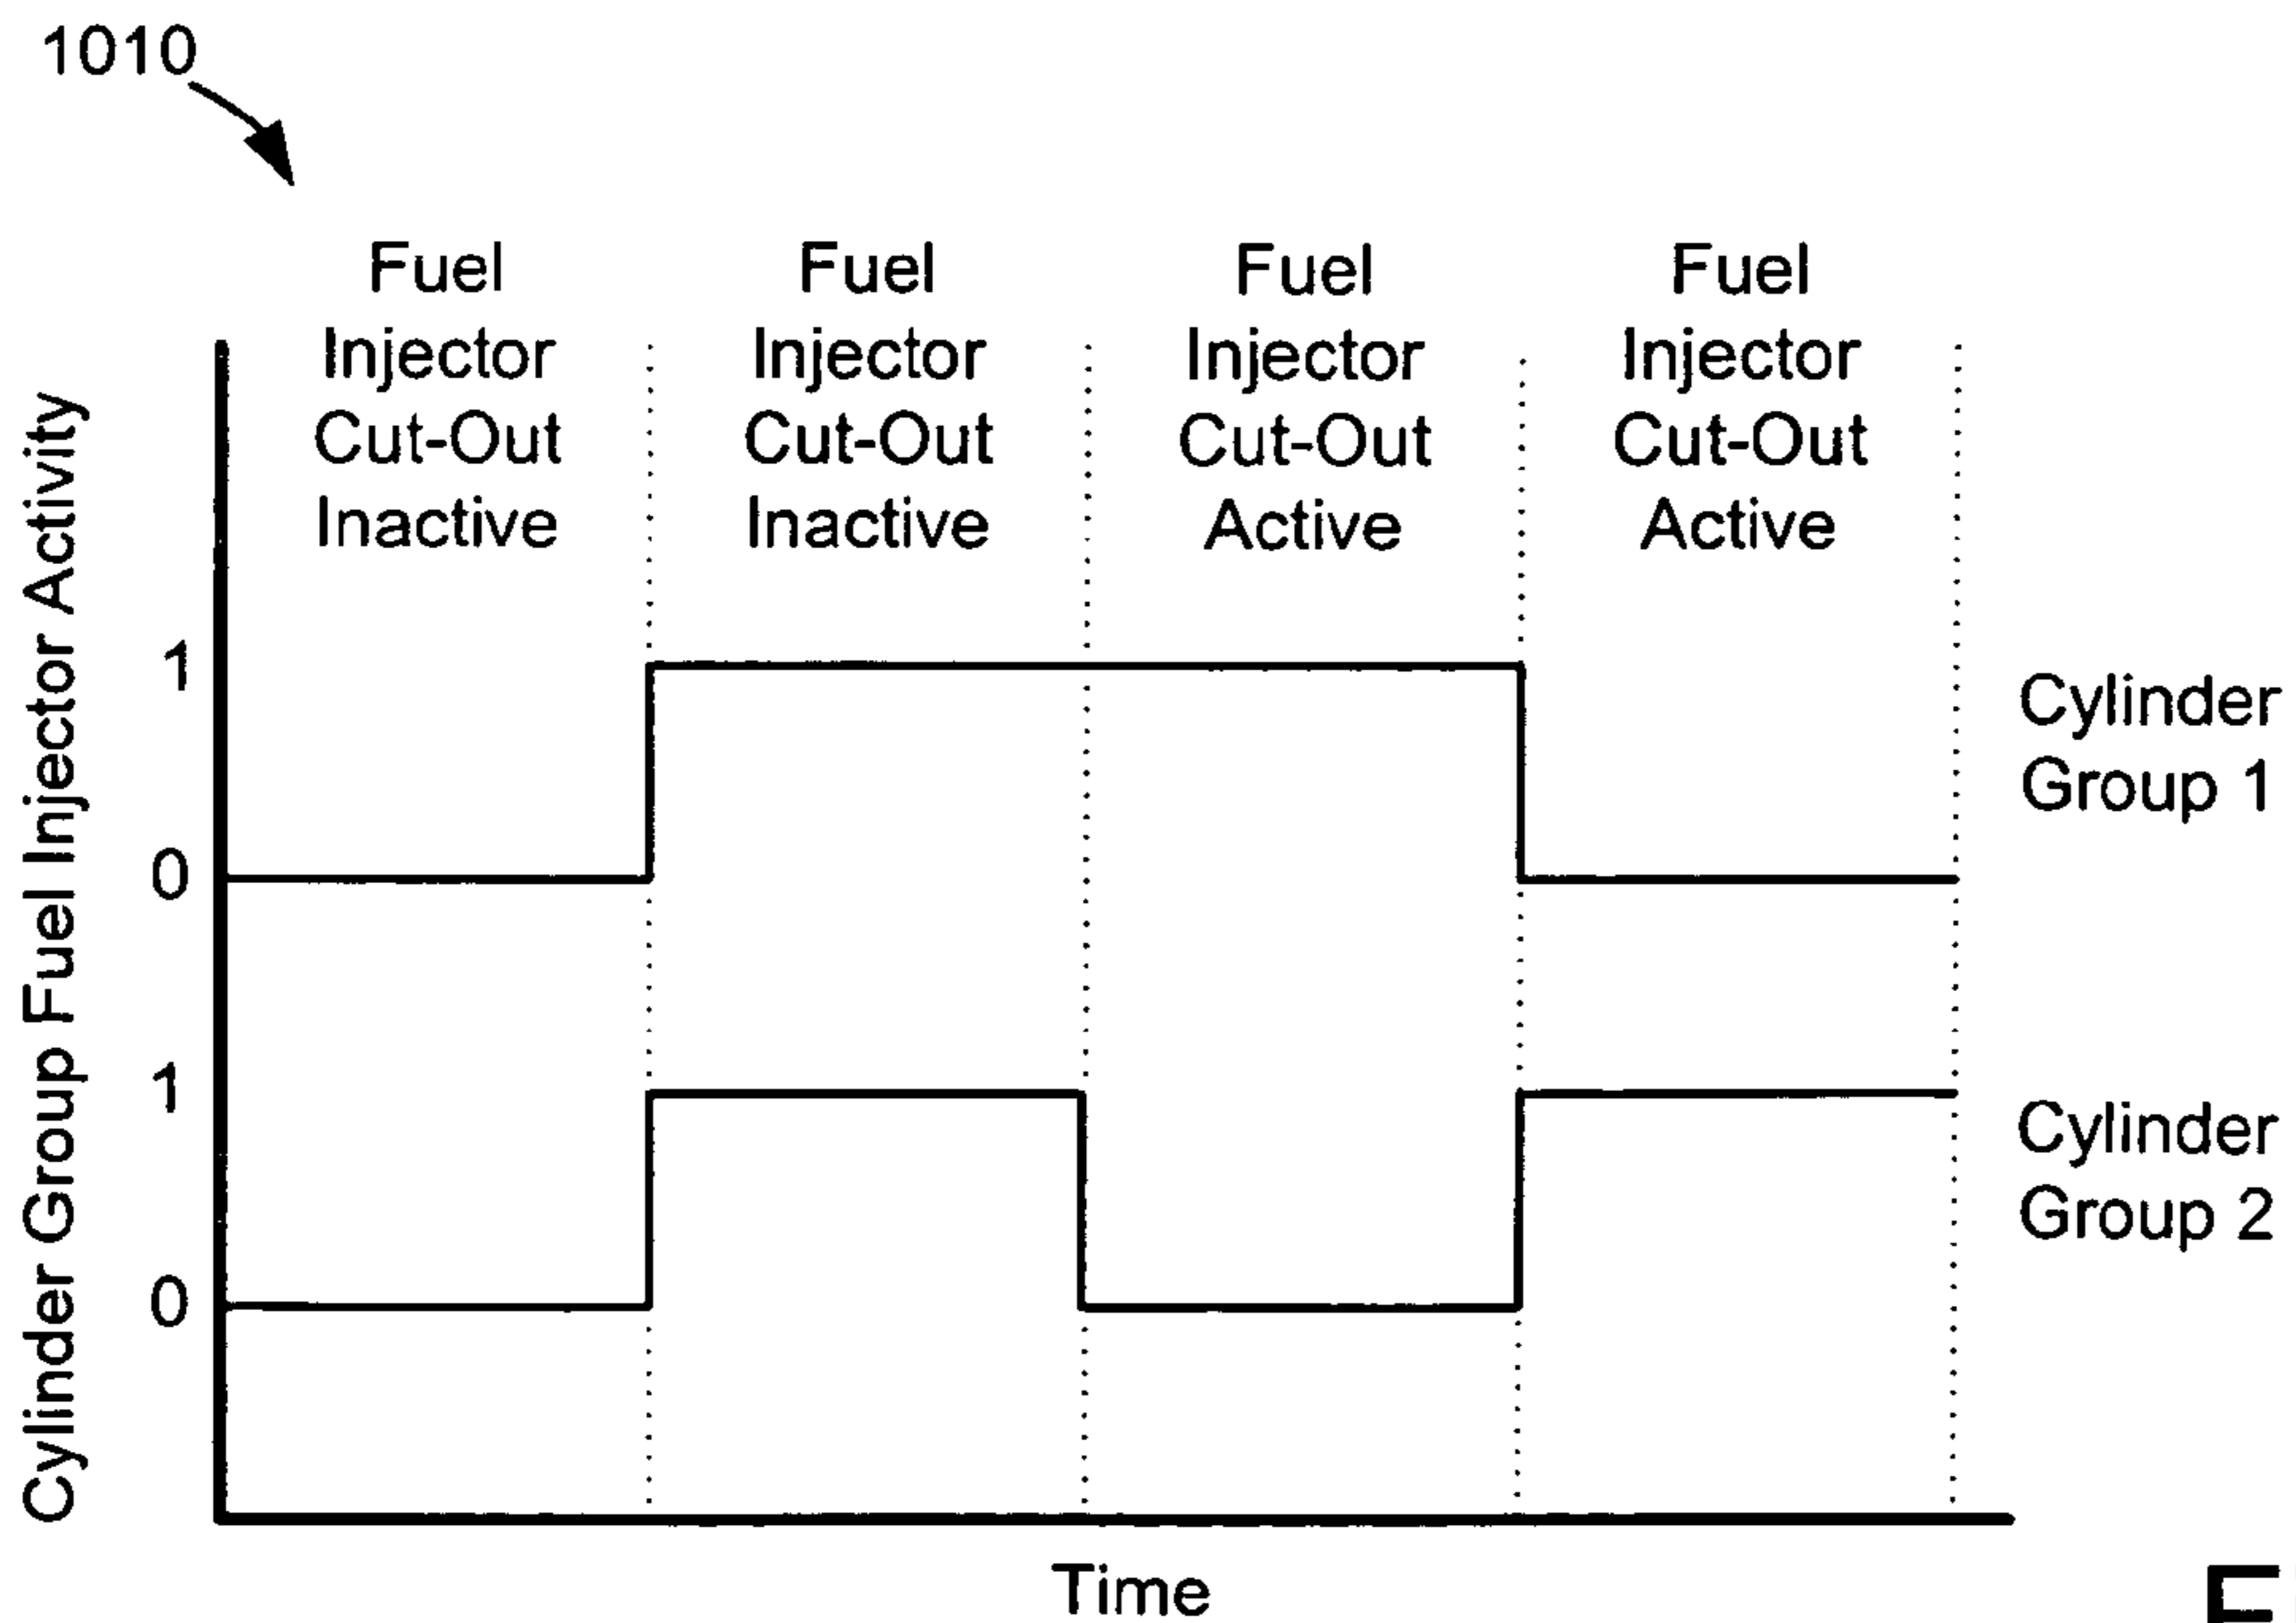 1010
Fuel
Injector
Cut-Out
Inactive
Fuel
Injector
Cut-Out
Inactive
Fuel
Injector
Cut-Out
Active
Fuel
Injector
Cut-Out
Active
Cylinder Group Fuel Injector Activity
1
0
1
0
Cylinder
Group 1
Cylinder
Group 2
Time